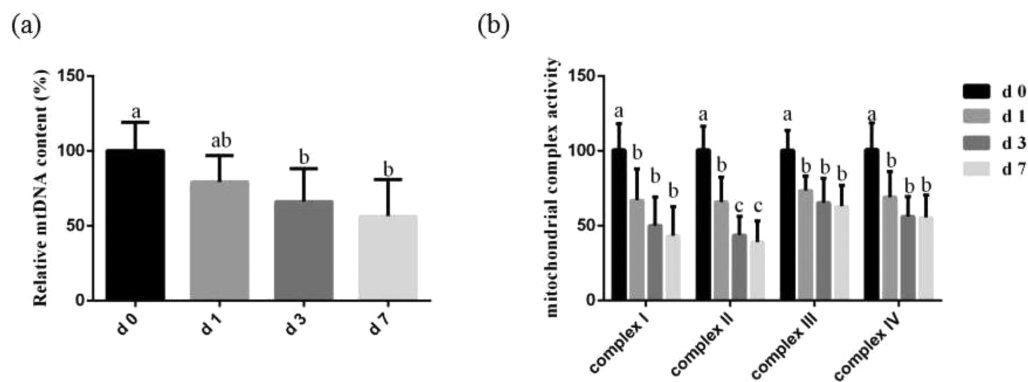 (a)
Relative mtDNA content (%)
150
100
50
0
a
ab
b
b
d 0
d 1
d 3
d 7
(b)
mitochondrial complex activity
150
100
50
0
a b b b
a b c c
a b b b
a b b b
complex I
complex II
complex III
complex IV
d 0
d 1
d 3
d 7